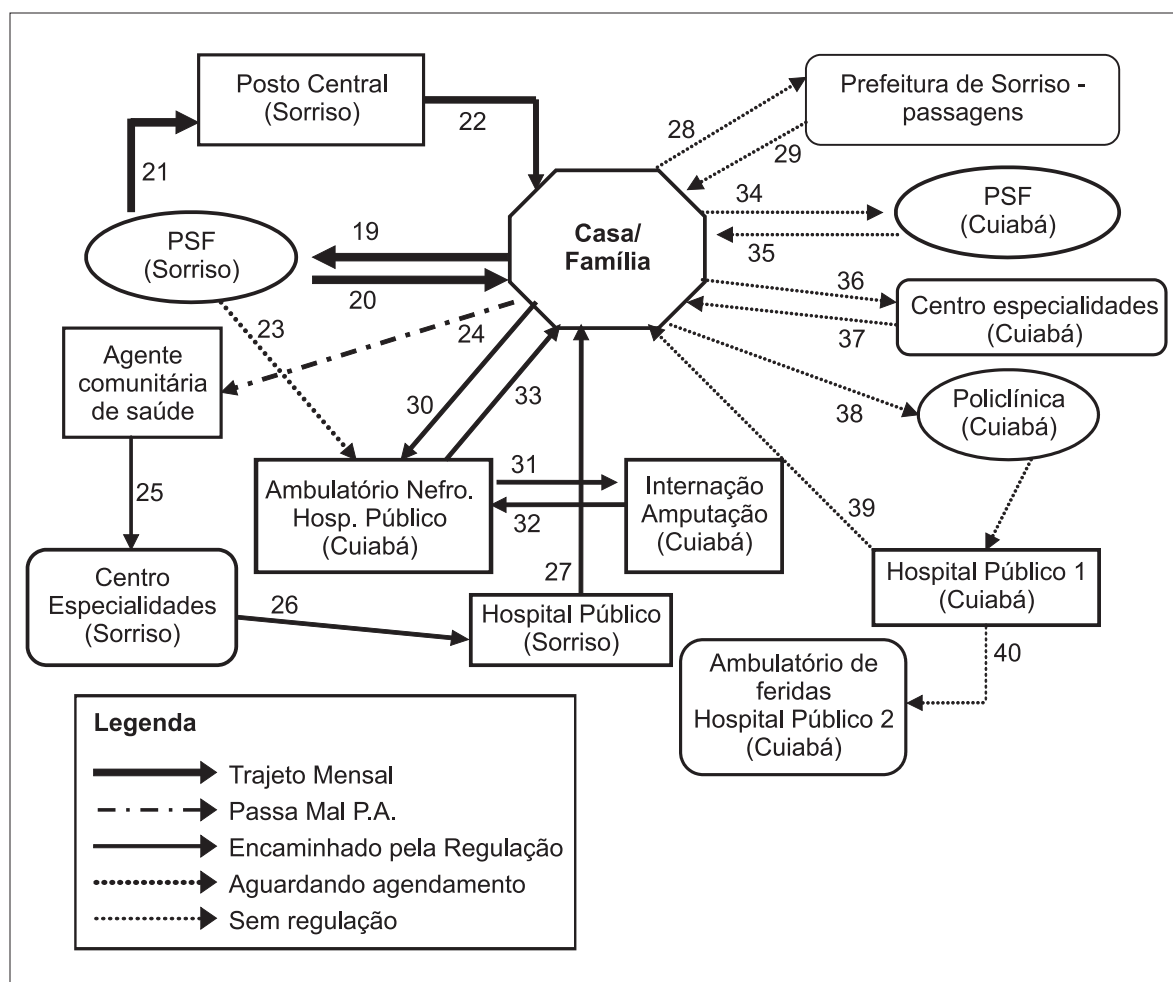 Posto Central
(Sorriso)
22
28
Prefeitura de Sorriso -
passagens
29
21
34
PSF
(Cuiabá)
35
PSF
(Sorriso)
19
20
Casa/
Família
36
Centro especialidades
(Cuiabá)
37
23
24
Agente
comunitária
de saúde
30
33
38
Policlínica
(Cuiabá)
25
Ambulatório Nefro.
Hosp. Público
(Cuiabá)
31
32
Internação
Amputação
(Cuiabá)
39
27
Hospital Público 1
(Cuiabá)
Centro
Especialidades
(Sorriso)
26
Hospital Público
(Sorriso)
40
Ambulatório de
feridas
Hospital Público 2
(Cuiabá)
Legenda
Trajeto Mensal
Passa Mal P.A.
Encaminhado pela Regulação
Aguardando agendamento
Sem regulação